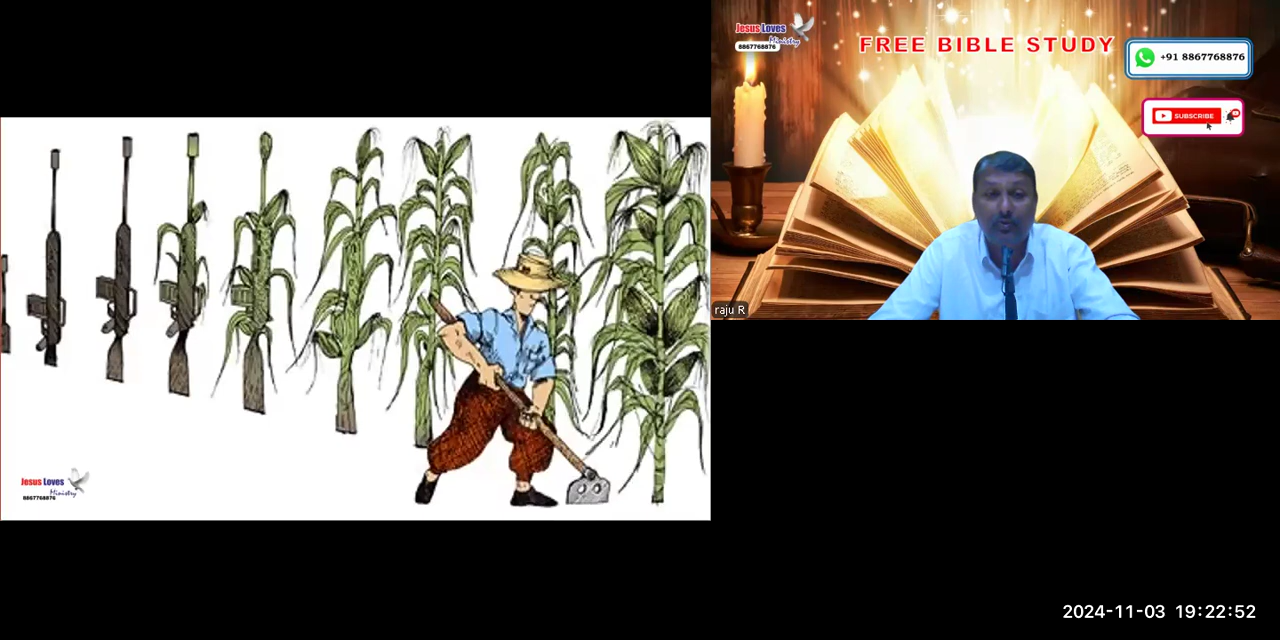 Jesus Loves
Ministry
8867768876
FREE BIBLE STUDY
+91 8867768876
SUBSCRIBE
raju R
Jesus Loves
Ministry
8867768876
2024-11-03 19:22:52